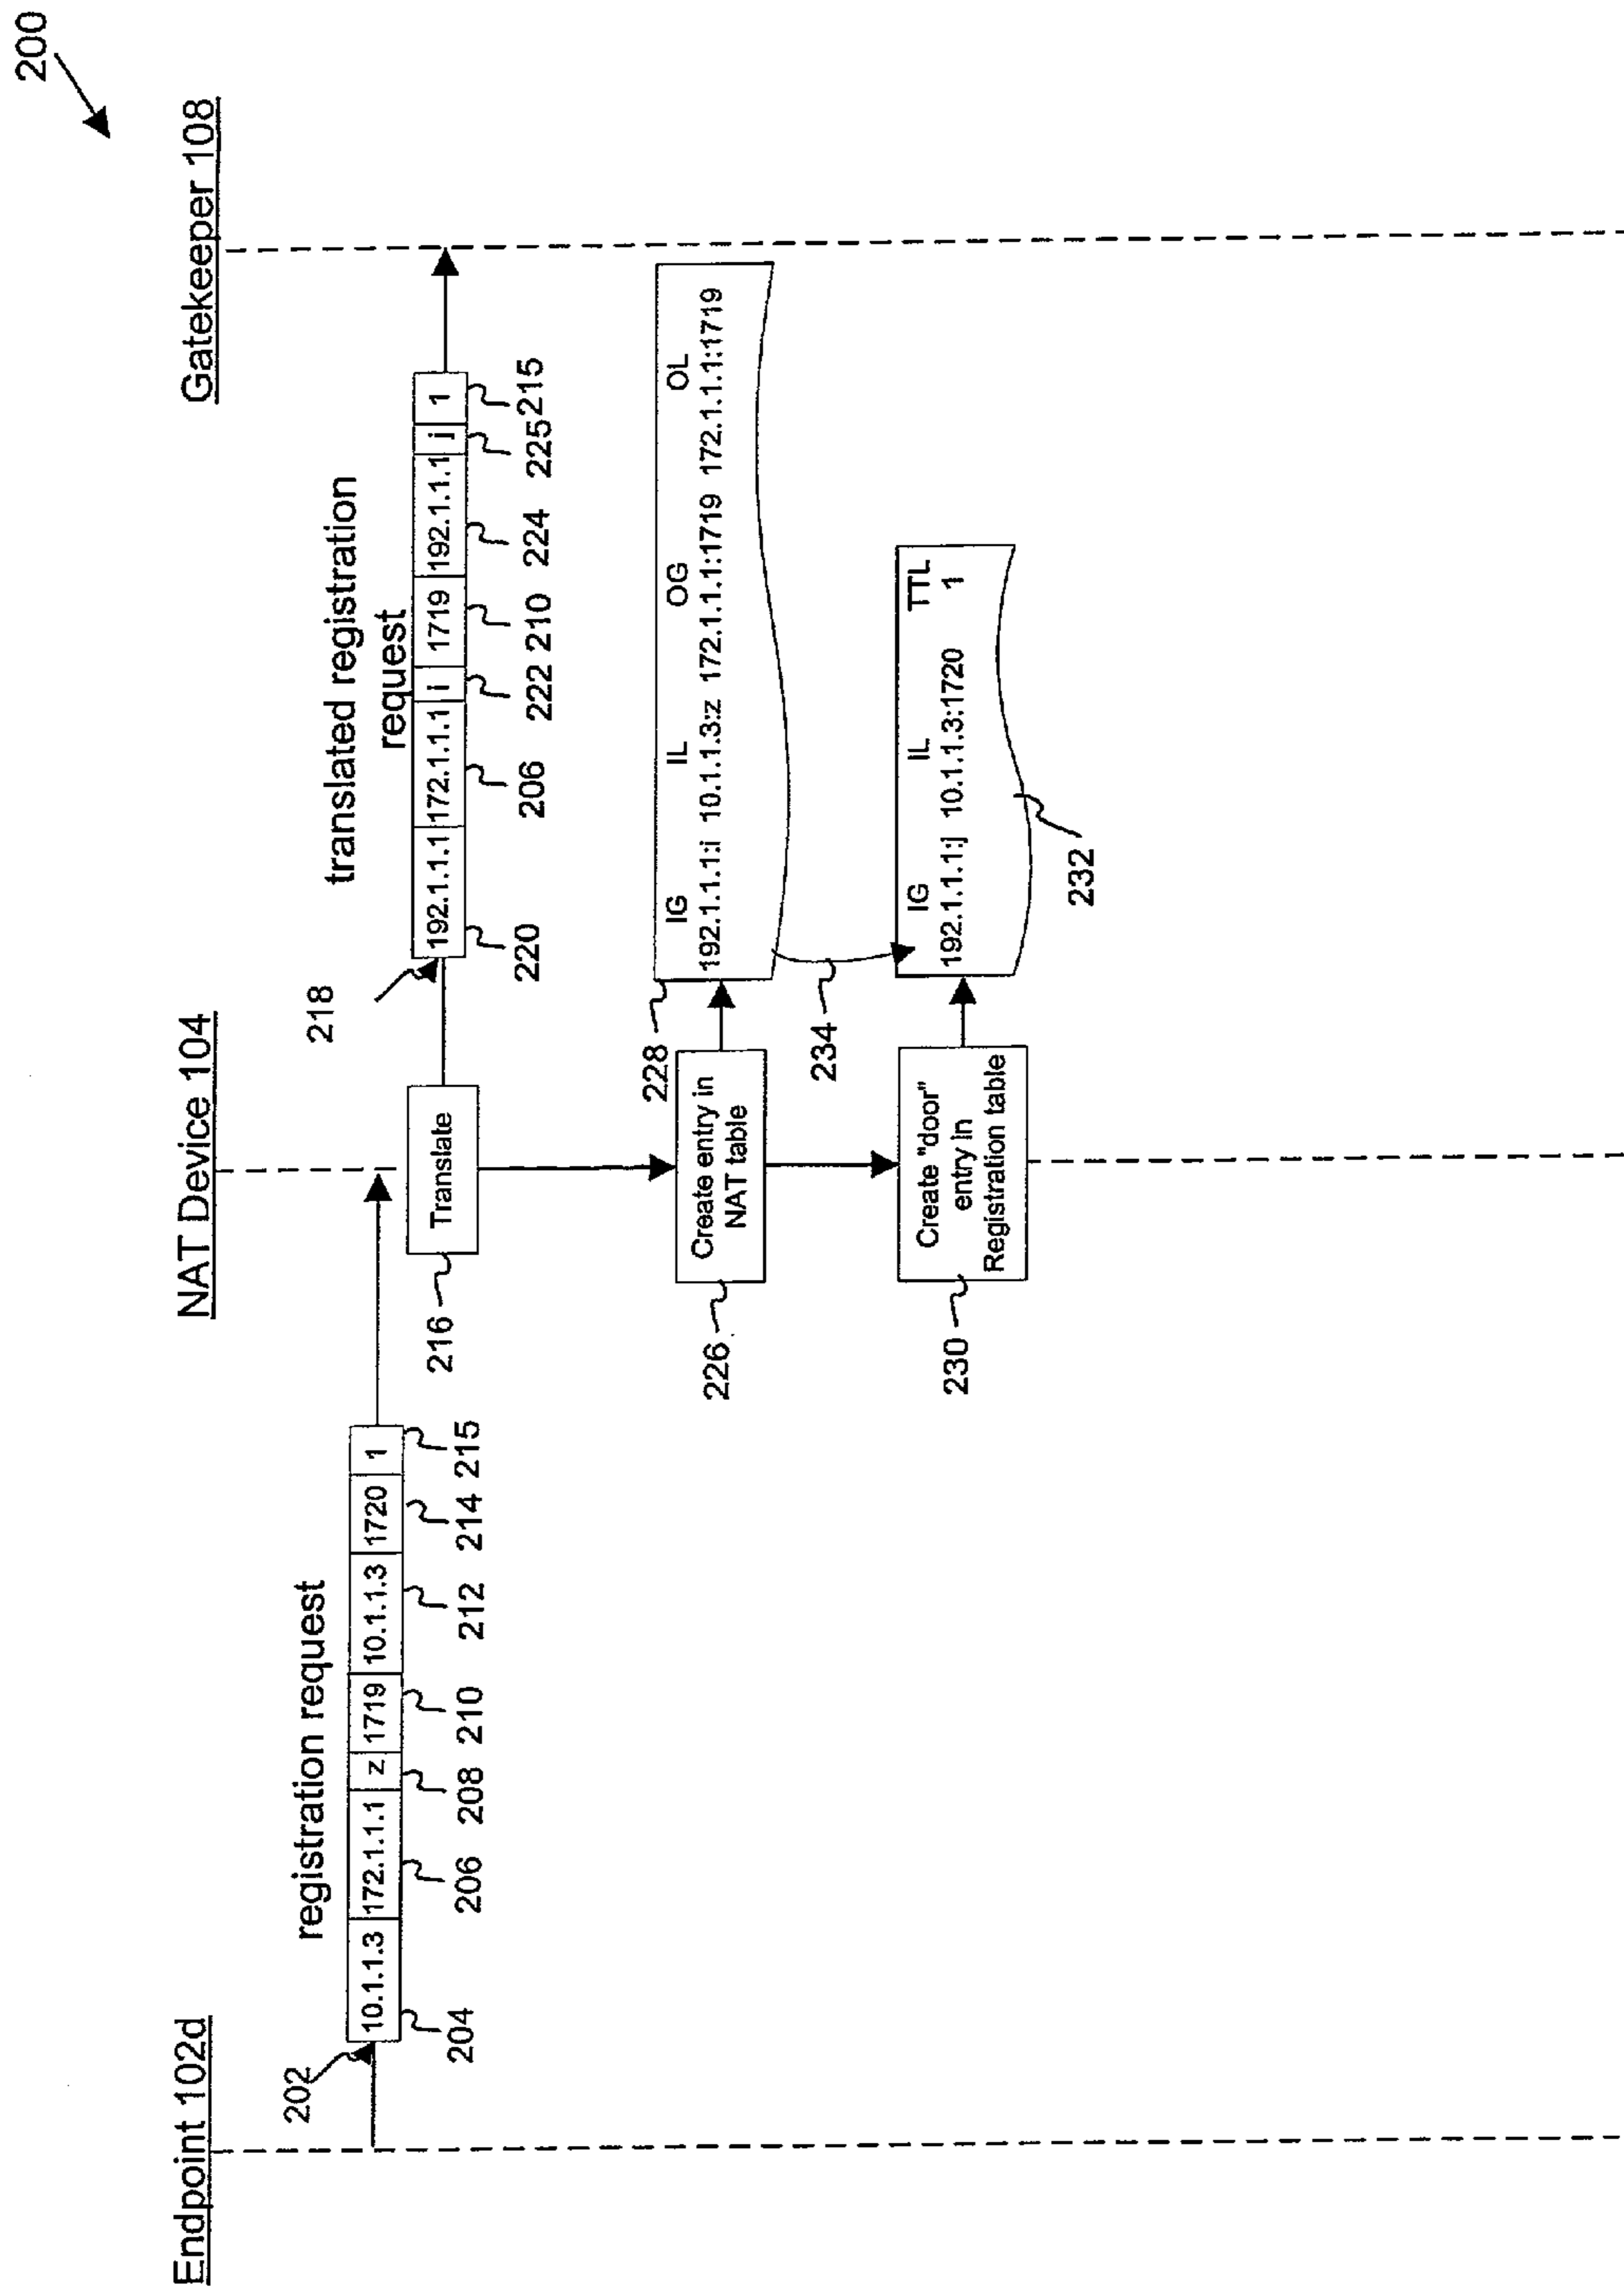 200
Endpoint 102d
NAT Device 104
Gatekeeper 108
registration request
202
10.1.1.3 172.1.1.1 z 1719 10.1.1.3 1720 1
204 206 208 210 212 214 215
translated registration
request
218
192.1.1.1 172.1.1.1 i 1719 192.1.1.1 j 1
220 206 222 210 224 225 215
Translate
216
228
IG IL OG OL
192.1.1.1:i 10.1.1.3:z 172.1.1.1:1719 172.1.1.1:1719
Create entry in
NAT table
226
234
IG IL TTL
192.1.1.1:j 10.1.1.3:1720 1
232
Create "door"
entry in
Registration table
230